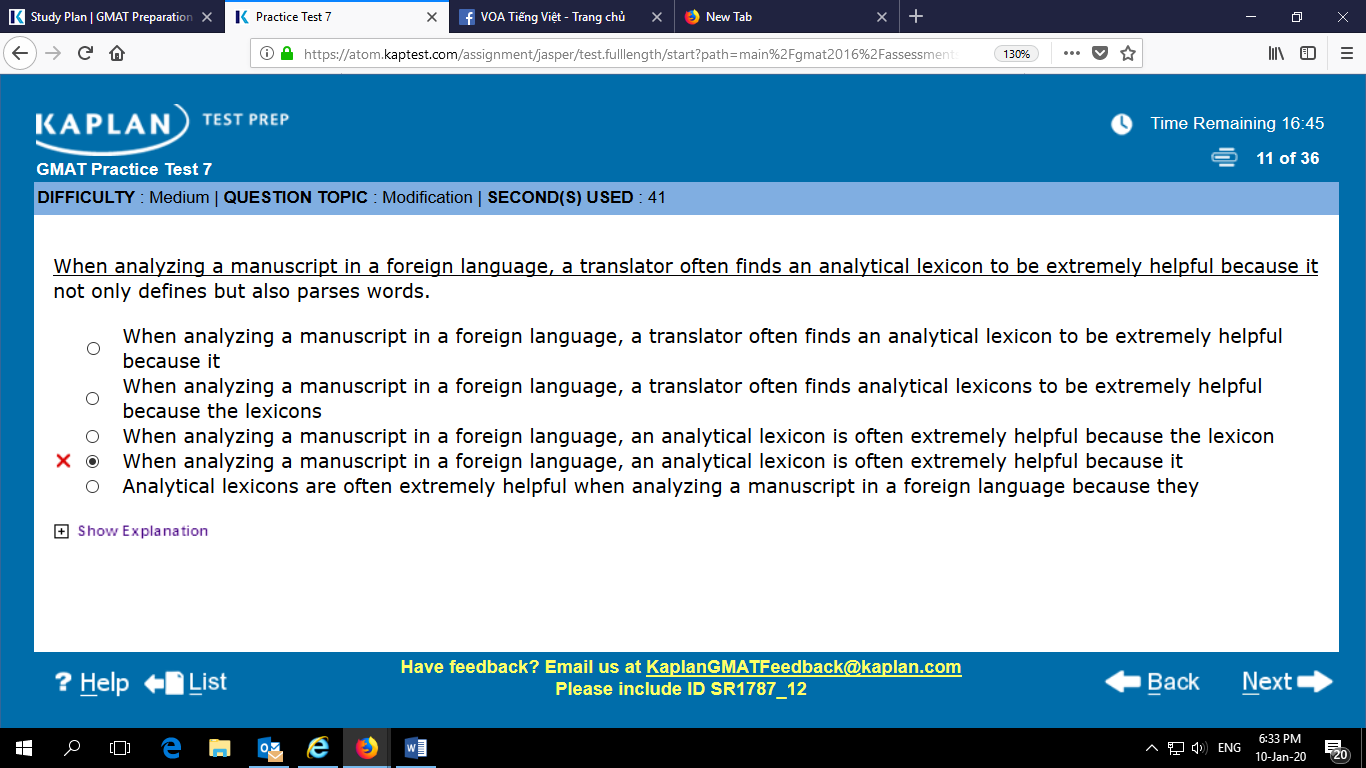 Study Plan | GMAT Preparation
Practice Test 7
VOA Tiếng Việt - Trang chủ
New Tab
https://atom.kaptest.com/assignment/jasper/test.fulllength/start?path=main%2Fgmat2016%2Fassessment
130%
KAPLAN TEST PREP
Time Remaining 16:45
GMAT Practice Test 7
11 of 36
DIFFICULTY : Medium | QUESTION TOPIC : Modification | SECOND(S) USED : 41
When analyzing a manuscript in a foreign language, a translator often finds an analytical lexicon to be extremely helpful because it
not only defines but also parses words.
When analyzing a manuscript in a foreign language, a translator often finds an analytical lexicon to be extremely helpful
because it
When analyzing a manuscript in a foreign language, a translator often finds analytical lexicons to be extremely helpful
because the lexicons
When analyzing a manuscript in a foreign language, an analytical lexicon is often extremely helpful because the lexicon
When analyzing a manuscript in a foreign language, an analytical lexicon is often extremely helpful because it
Analytical lexicons are often extremely helpful when analyzing a manuscript in a foreign language because they
Show Explanation
Have feedback? Email us at KaplanGMATFeedback@kaplan.com
Please include ID SR1787_12
? Help
List
Back
Next
ENG
6:33 PM
10-Jan-20
20